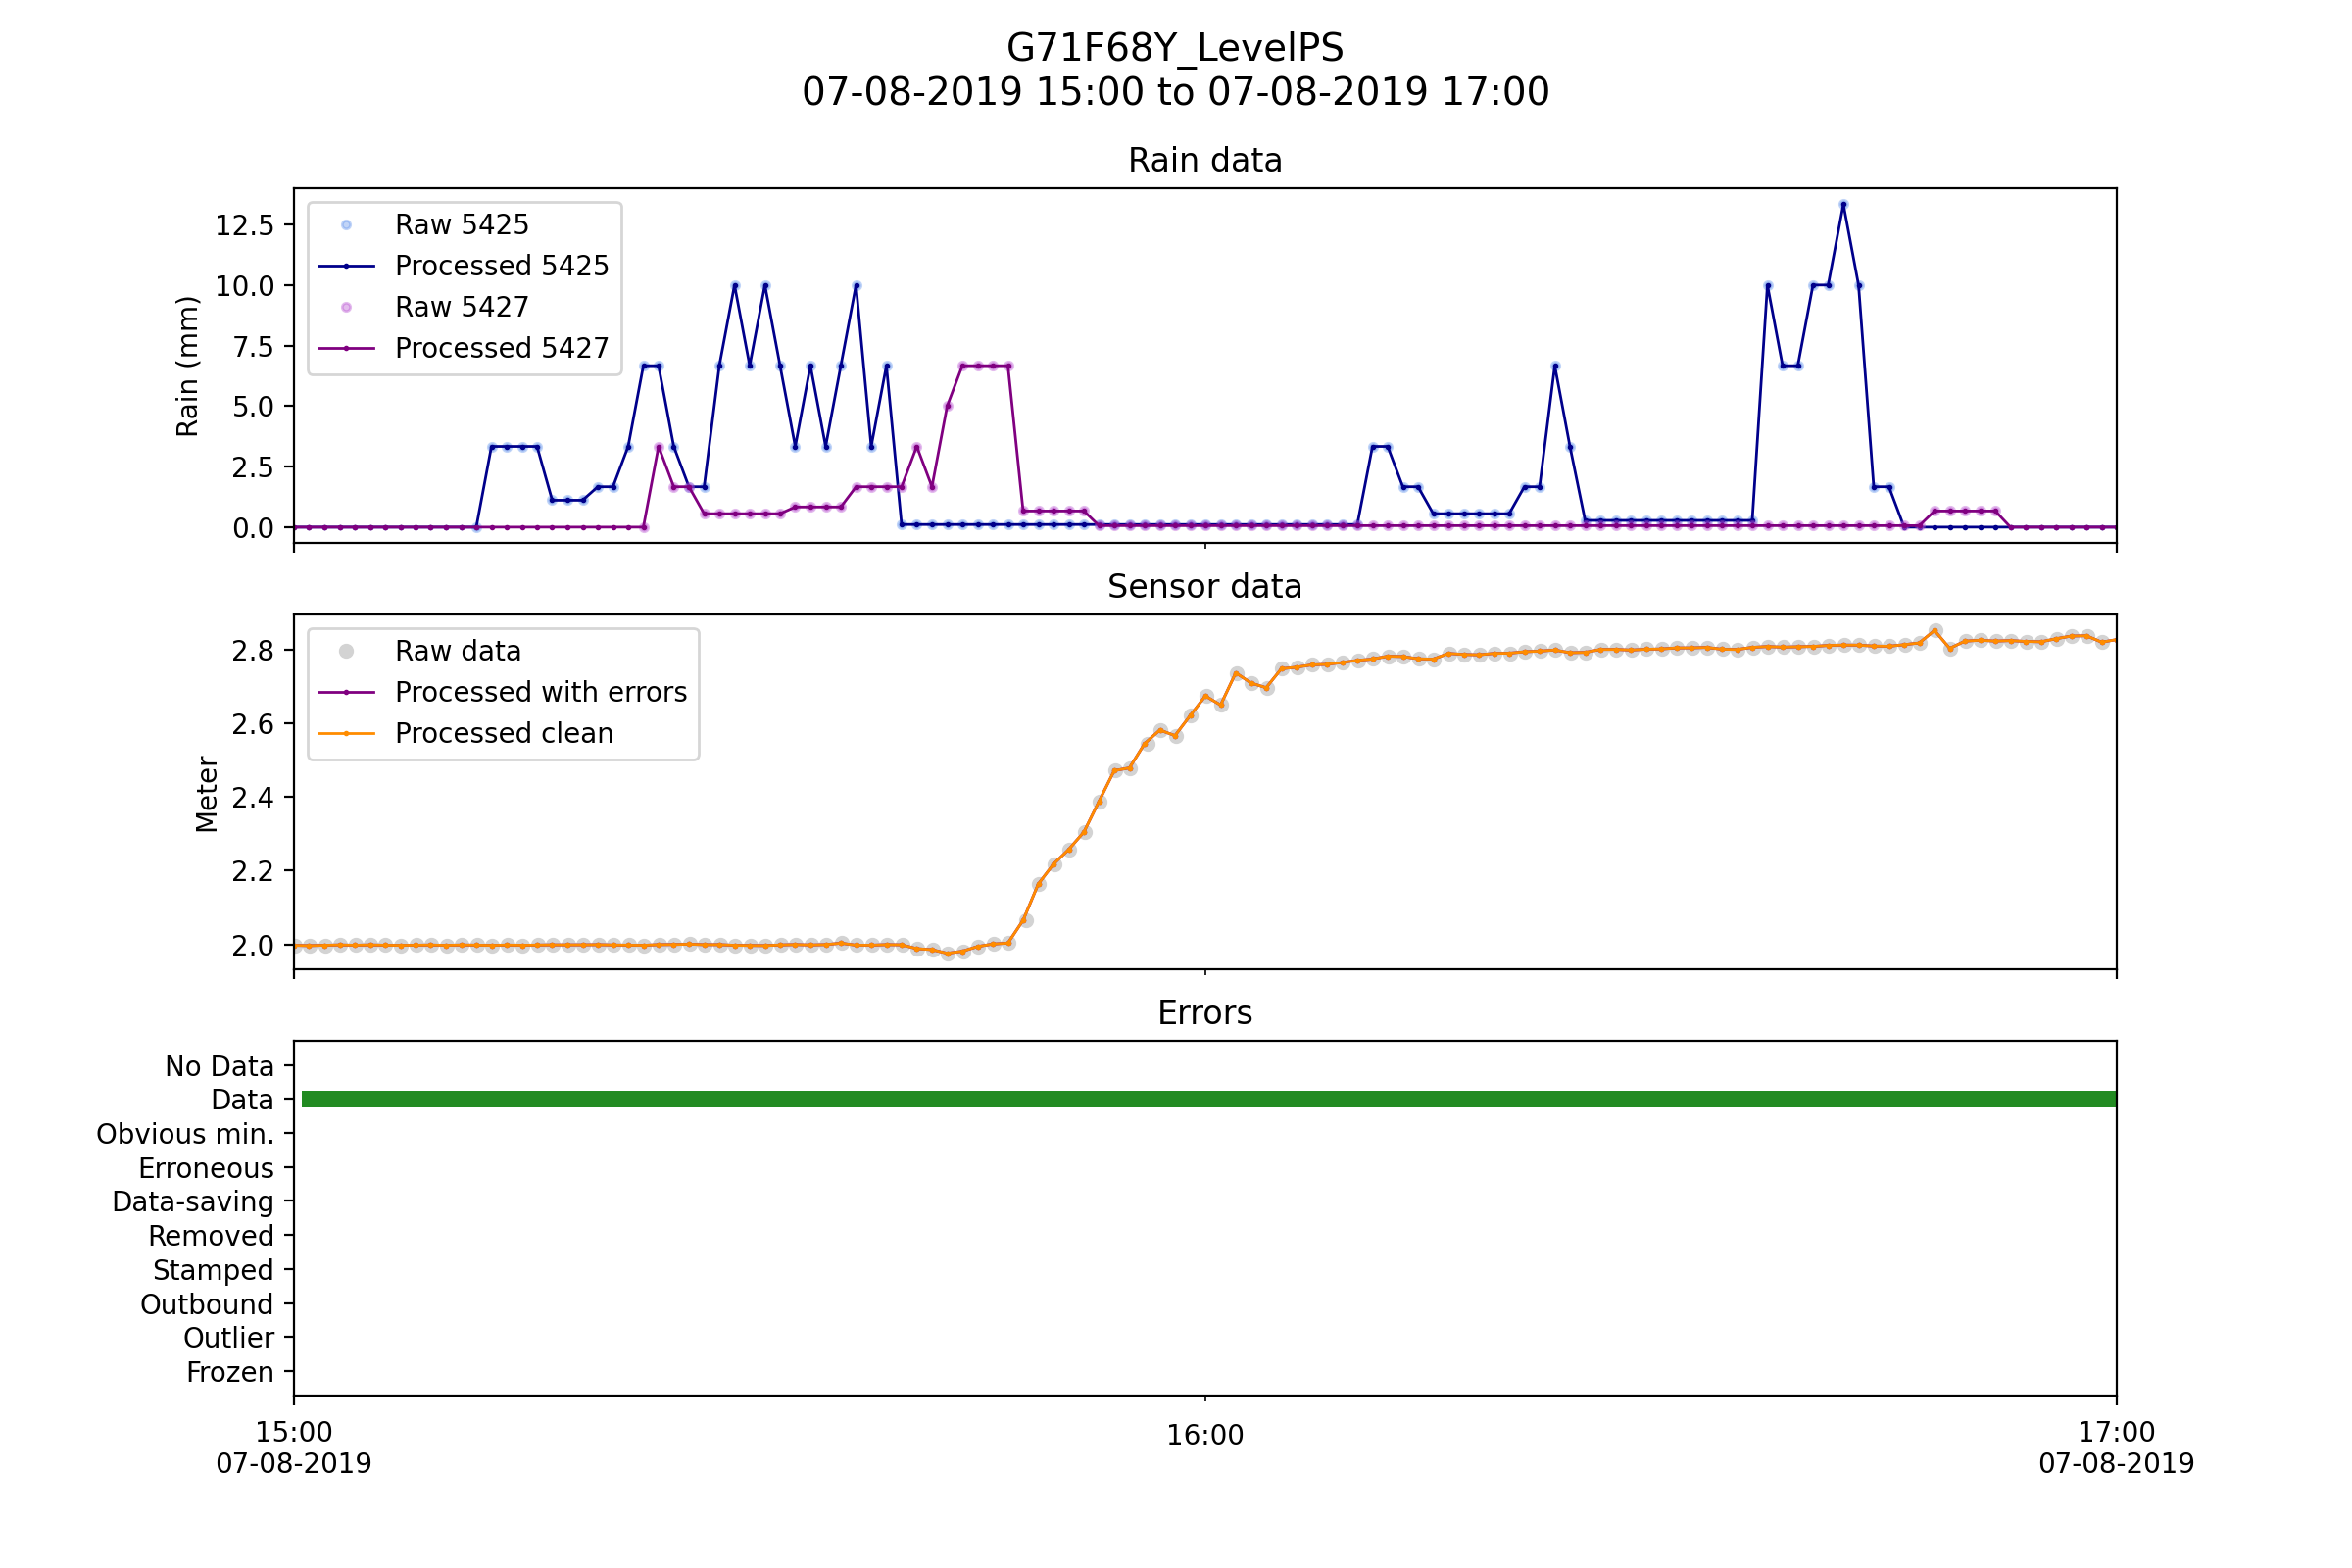 G71F68Y_LevelPS
07-08-2019 15:00 to 07-08-2019 17:00
Rain data
Rain (mm)
12.5
10.0
7.5
5.0
2.5
0.0
Raw 5425
Processed 5425
Raw 5427
Processed 5427
Sensor data
Meter
2.8
2.6
2.4
2.2
2.0
Raw data
Processed with errors
Processed clean
Errors
No Data
Data
Obvious min.
Erroneous
Data-saving
Removed
Stamped
Outbound
Outlier
Frozen
15:00
07-08-2019
16:00
17:00
07-08-2019